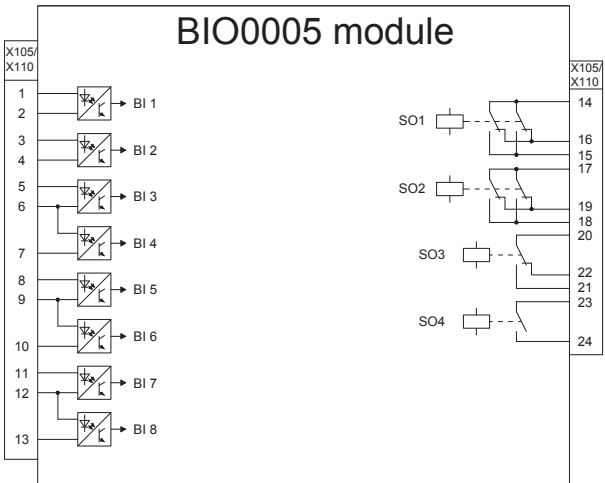 BIO0005 module
X105/
X110
1
2
BI 1
3
4
BI 2
5
6
BI 3
7
BI 4
8
9
BI 5
10
BI 6
11
12
BI 7
13
BI 8
X105/
X110
SO1
14
16
15
SO2
17
19
18
SO3
20
22
21
SO4
23
24